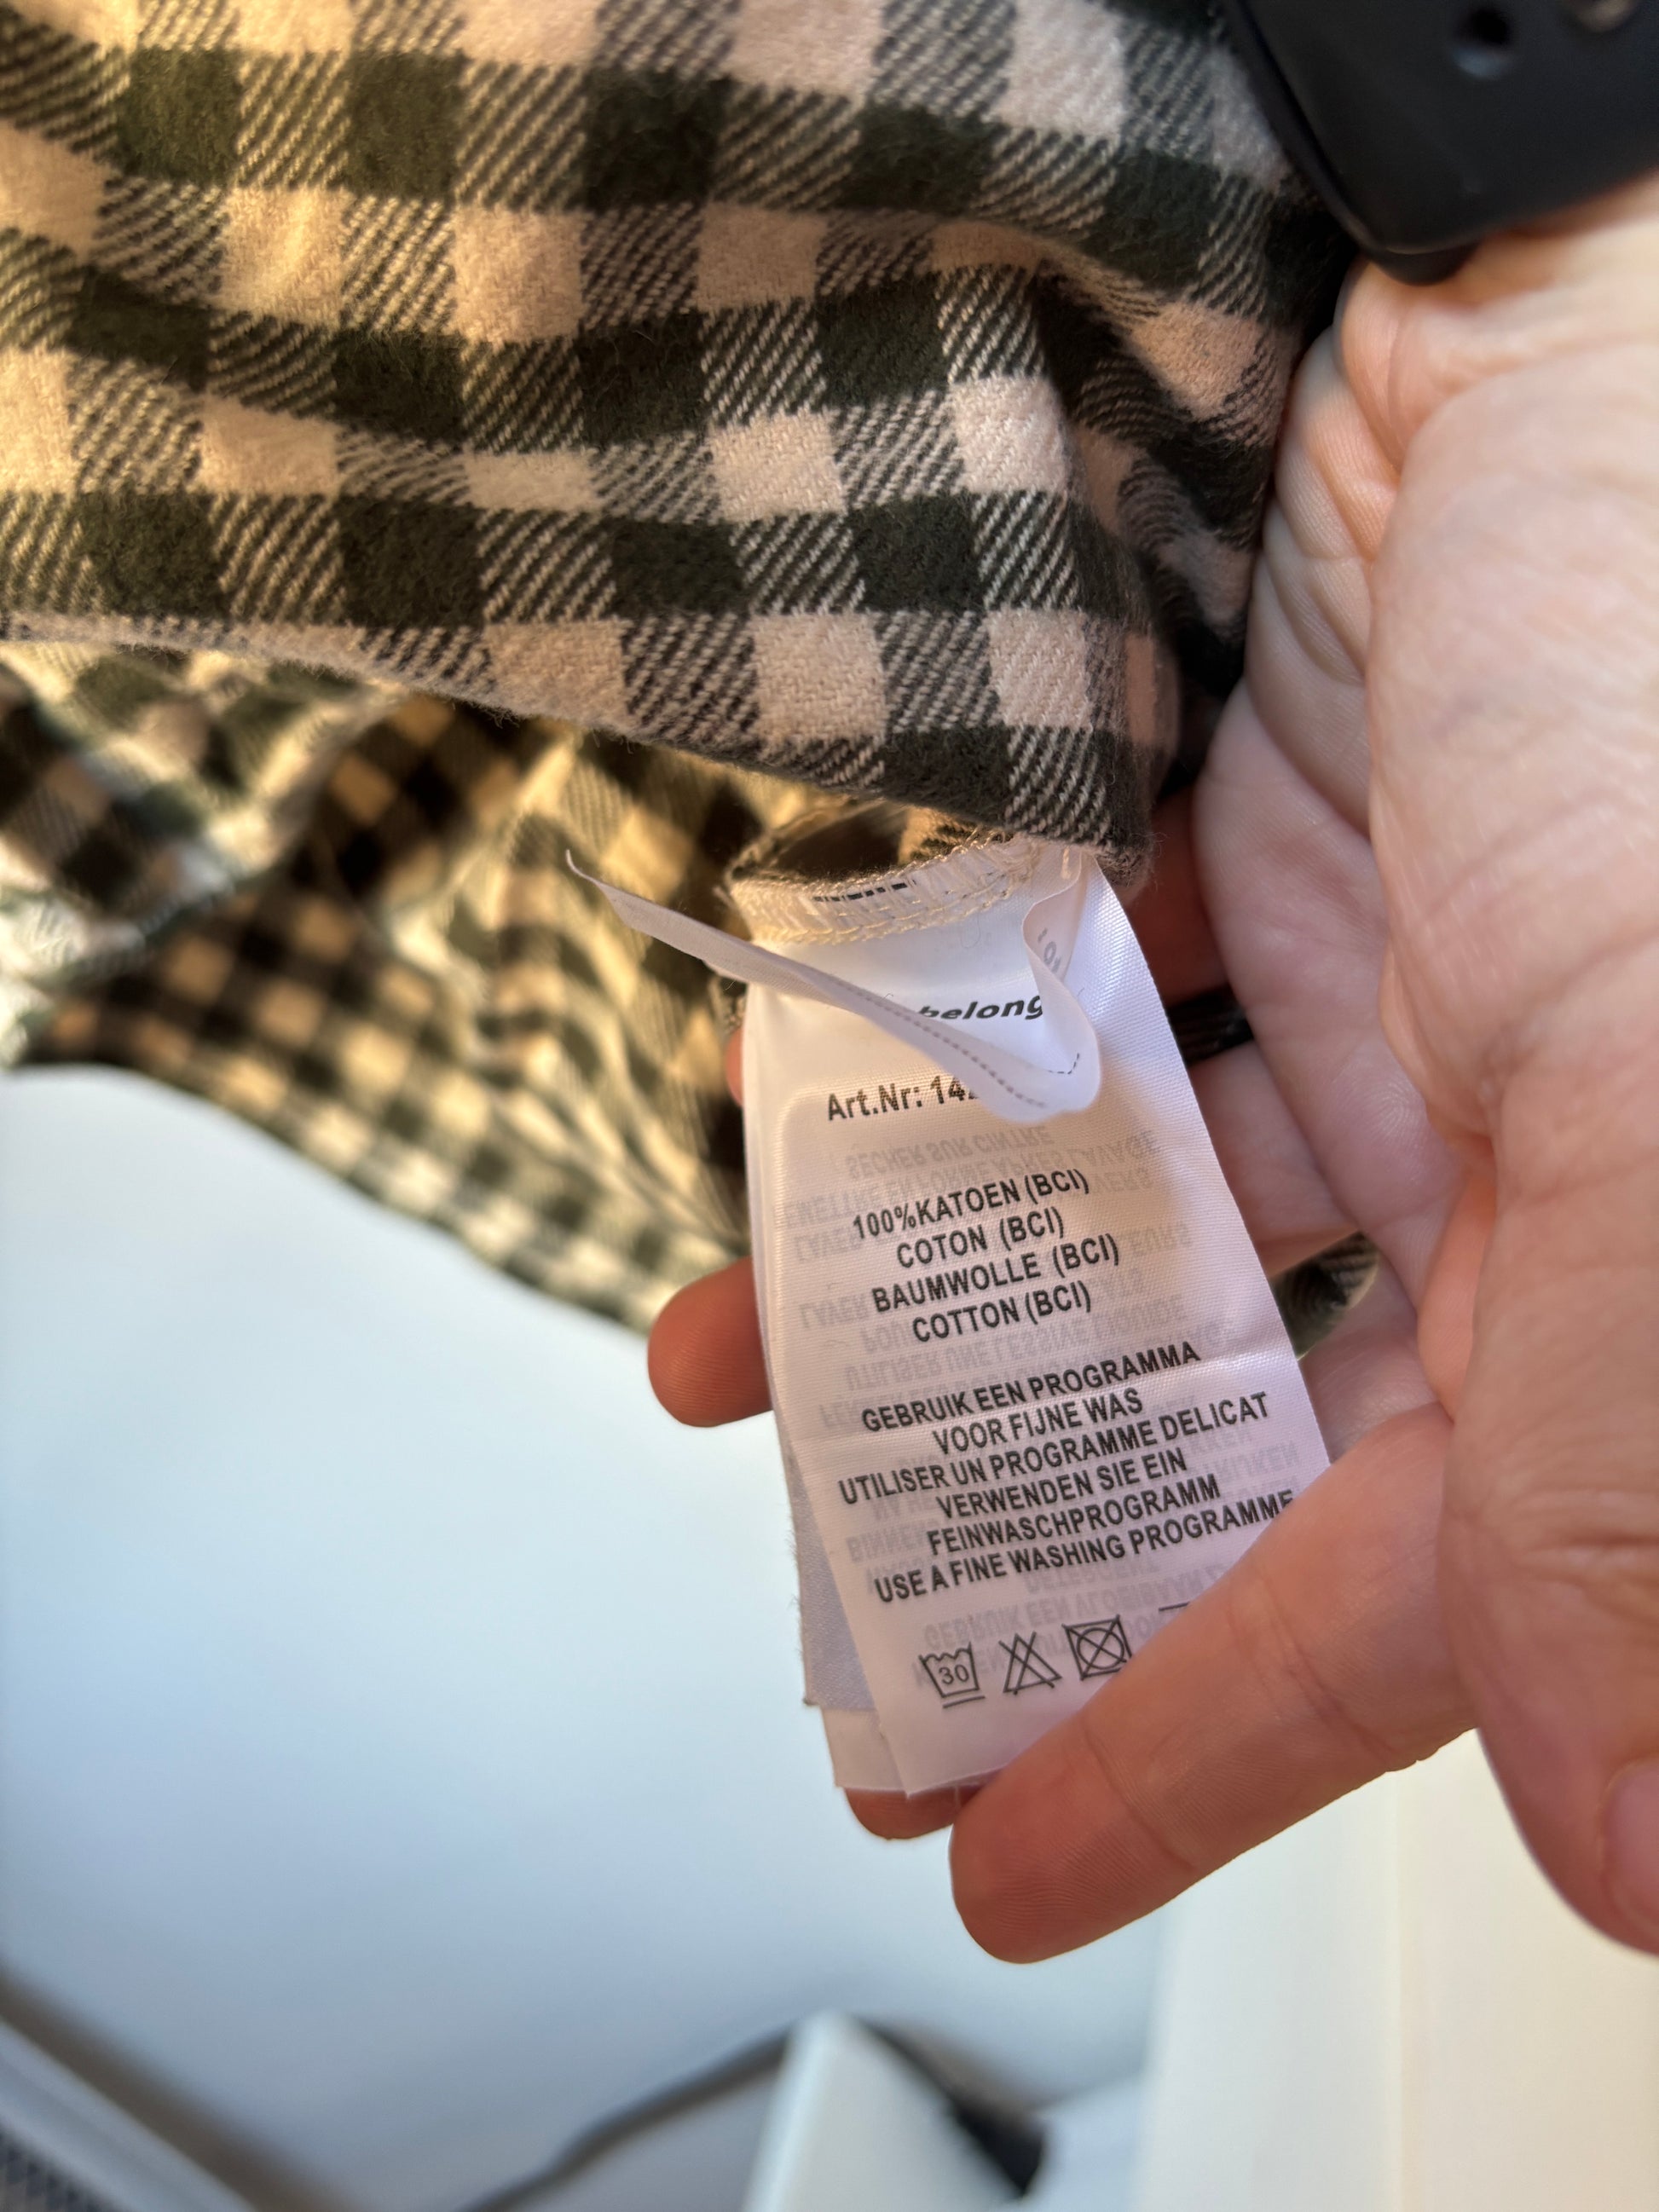 belong
Art.Nr:
100%KATOEN (BCI)
COTON (BCI)
BAUMWOLLE (BCI)
COTTON (BCI)
GEBRUIK EEN PROGRAMMA
VOOR FIJNE WAS
UTILISER UN PROGRAMME DELICAT
VERWENDEN SIE EIN
FEINWASCHPROGRAMM
USE A FINE WASHING PROGRAMME
30